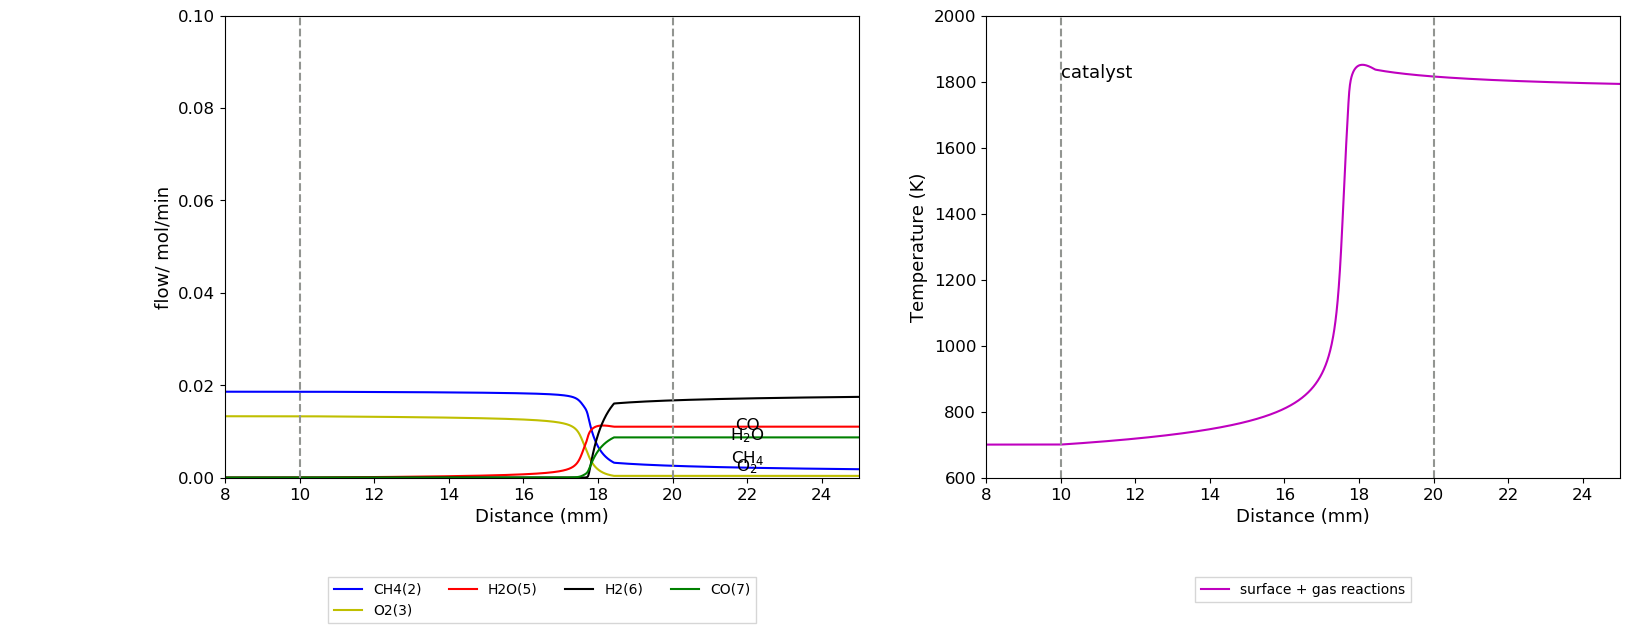 0.10
0.08
0.06
0.04
0.02
0.00
flow/ mol/min
CO
H₂O
CH₄
O₂
8 10 12 14 16 18 20 22 24
Distance (mm)
CH4(2) H2O(5) H2(6) CO(7)
O2(3)
2000
1800
1600
1400
1200
1000
800
600
Temperature (K)
catalyst
8 10 12 14 16 18 20 22 24
Distance (mm)
surface + gas reactions